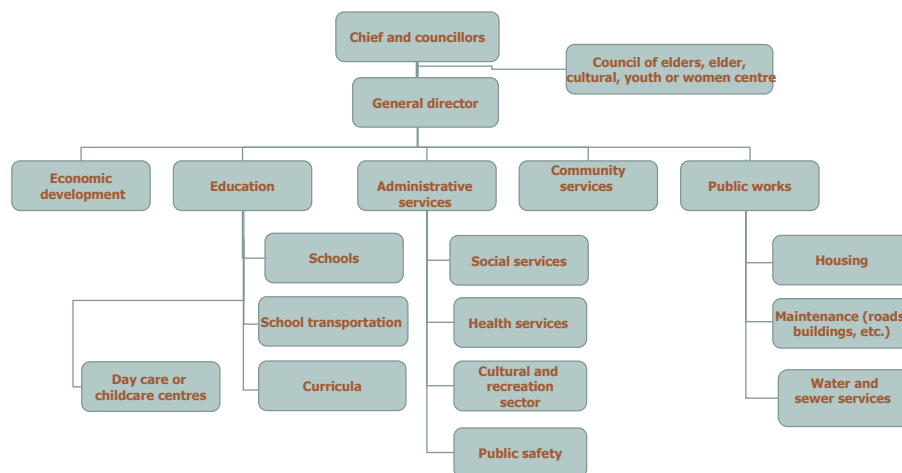 Chief and councillors
Council of elders, elder,
cultural, youth or women centre
General director
Economic
development
Education
Administrative
services
Community
services
Public works
Schools
School transportation
Day care or
childcare centres
Curricula
Social services
Health services
Cultural and
recreation
sector
Public safety
Housing
Maintenance (roads
buildings, etc.)
Water and
sewer services